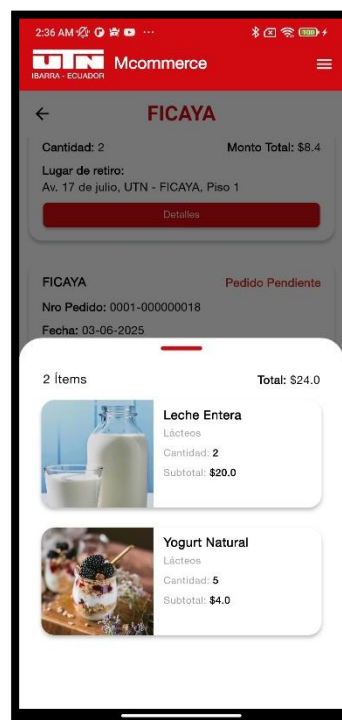 2:36 AM
UTN
IBARRA - ECUADOR
Mcommerce
FICAYA
Cantidad: 2
Monto Total: $8.4
Lugar de retiro:
Av. 17 de julio, UTN - FICAYA, Piso 1
Detalles
FICAYA
Pedido Pendiente
Nro Pedido: 0001-000000018
Fecha: 03-06-2025
2 Ítems
Total: $24.0
Leche Entera
Lácteos
Cantidad: 2
Subtotal: $20.0
Yogurt Natural
Lácteos
Cantidad: 5
Subtotal: $4.0